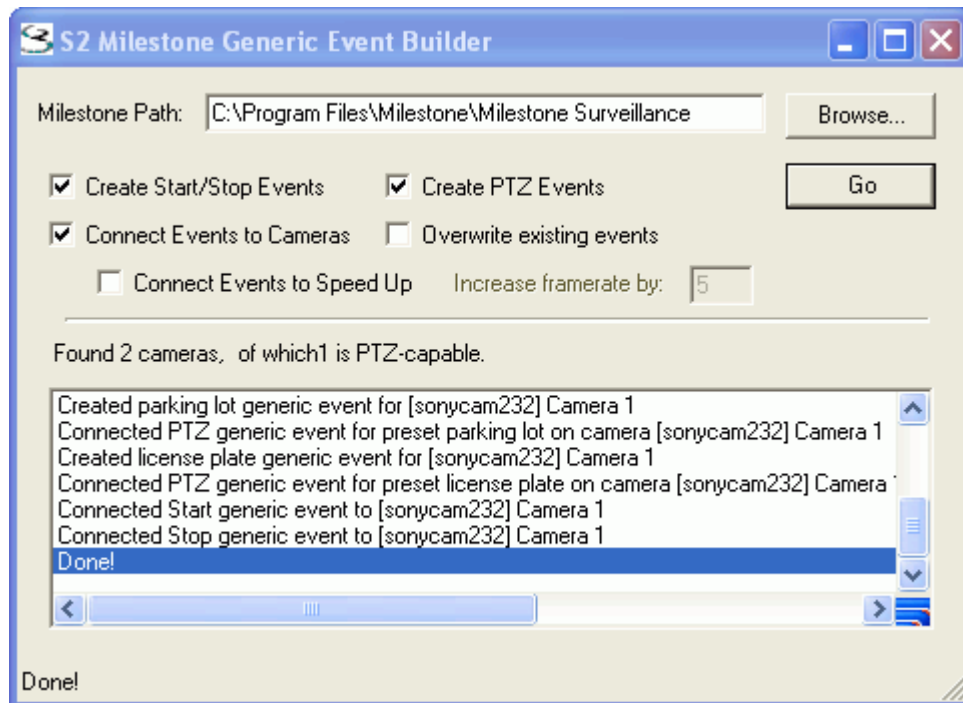 S2 Milestone Generic Event Builder
Milestone Path: C:\Program Files\Milestone\Milestone Surveillance Browse...
Create Start/Stop Events Create PTZ Events Go
Connect Events to Cameras Overwrite existing events
Connect Events to Speed Up Increase framerate by: 5
Found 2 cameras, of which1 is PTZ-capable.
Created parking lot generic event for [sonycam232] Camera 1
Connected PTZ generic event for preset parking lot on camera [sonycam232] Camera 1
Created license plate generic event for [sonycam232] Camera 1
Connected PTZ generic event for preset license plate on camera [sonycam232] Camera
Connected Start generic event to [sonycam232] Camera 1
Connected Stop generic event to [sonycam232] Camera 1
Done!
Done!